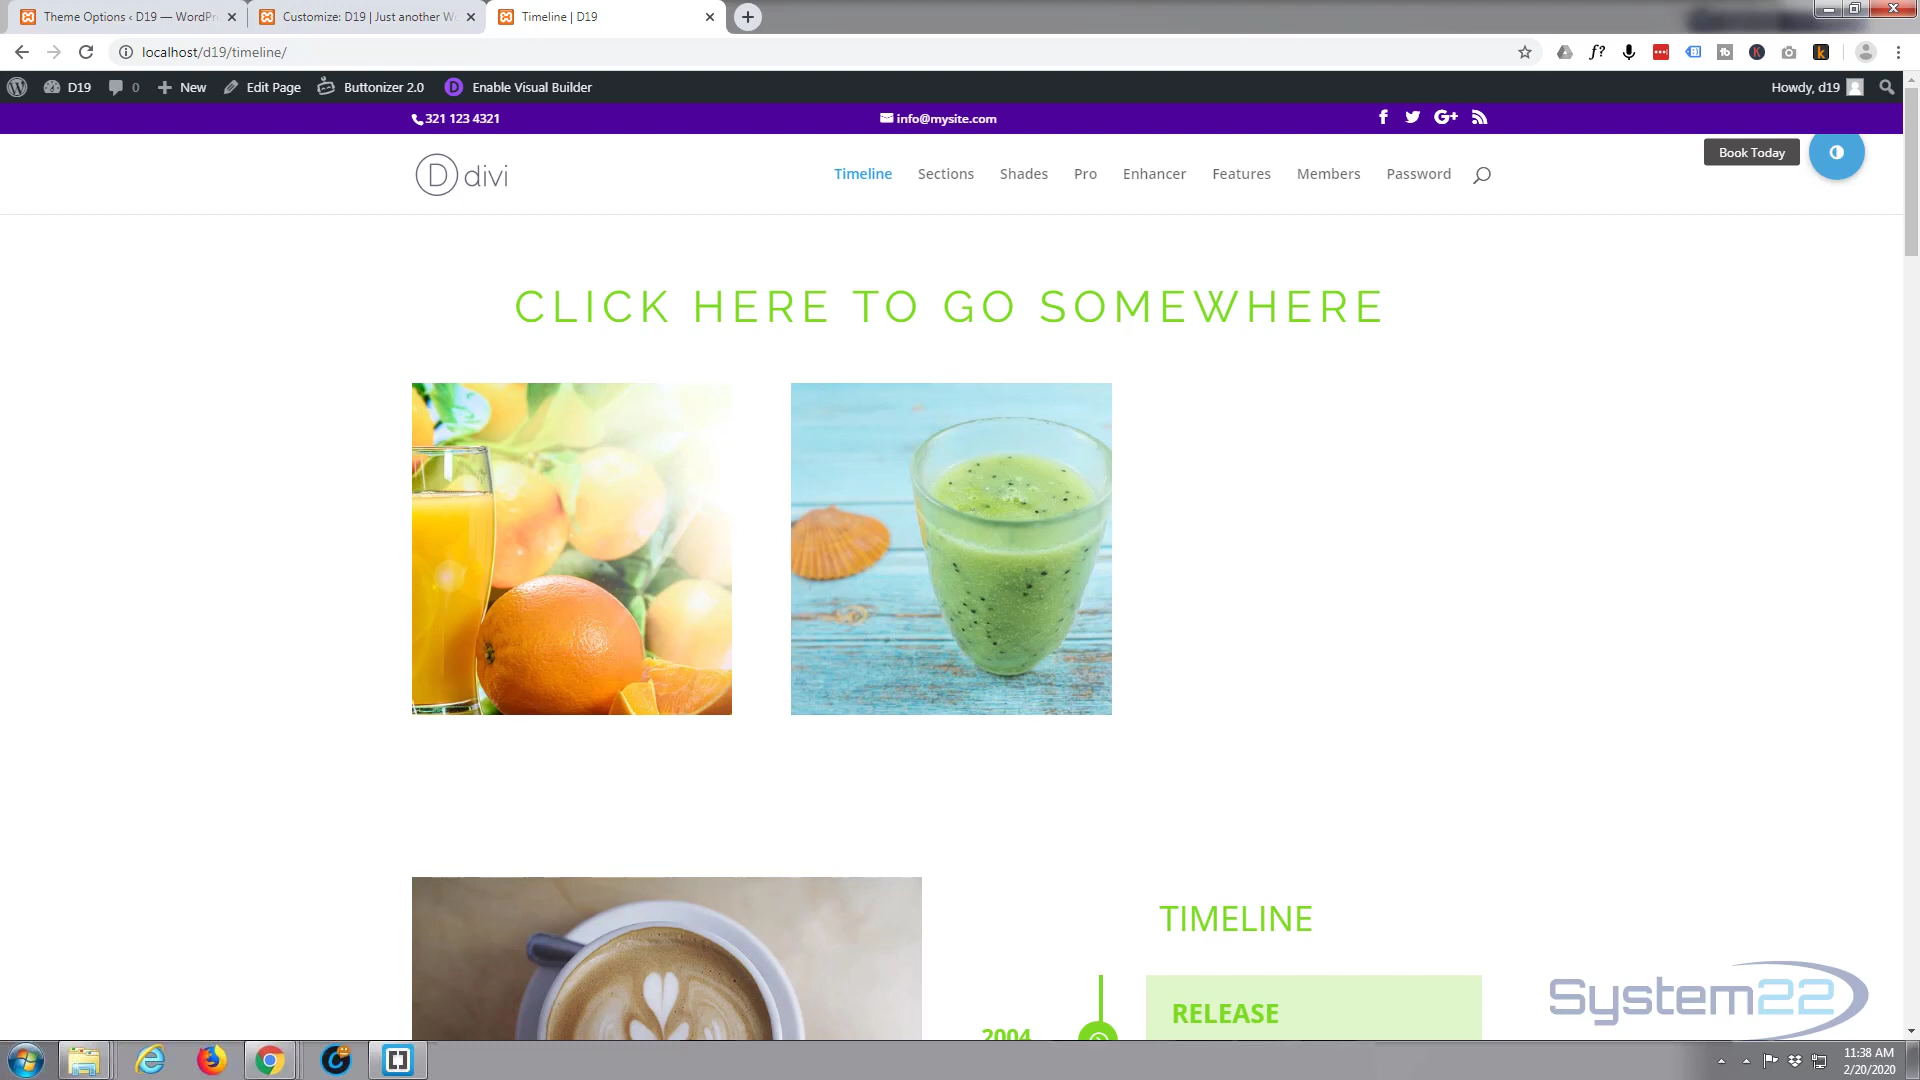 Theme Options ‹ D19 — WordPr
Customize: D19 | Just another W
Timeline | D19
localhost/d19/timeline/
D19
0
New
Edit Page
Buttonizer 2.0
Enable Visual Builder
Howdy, d19
321 123 4321
info@mysite.com
Book Today
D divi
Timeline
Sections
Shades
Pro
Enhancer
Features
Members
Password
CLICK HERE TO GO SOMEWHERE
TIMELINE
RELEASE
2004
System22
11:38 AM
2/20/2020